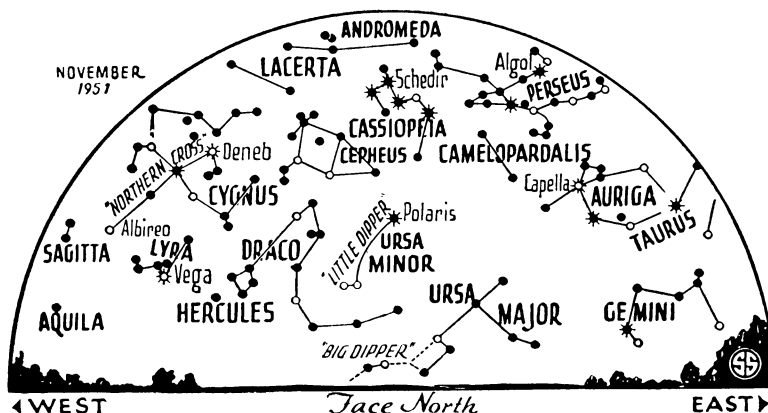 ANDROMEDA
NOVEMBER
1951
LACERTA
Schedir
Algol
PERSEUS
CASSIOPEIA
"NORTHERN CROSS"
Deneb
CEPHEUS
CAMELOPARDALIS
CYGNUS
Capella
AURIGA
Albireo
"LITTLE DIPPER"
Polaris
TAURUS
SAGITTA
LYRA
DRACO
URSA
MINOR
Vega
HERCULES
URSA
MAJOR
GEMINI
AQUILA
"BIG DIPPER"
SS
WEST
Face North
EAST